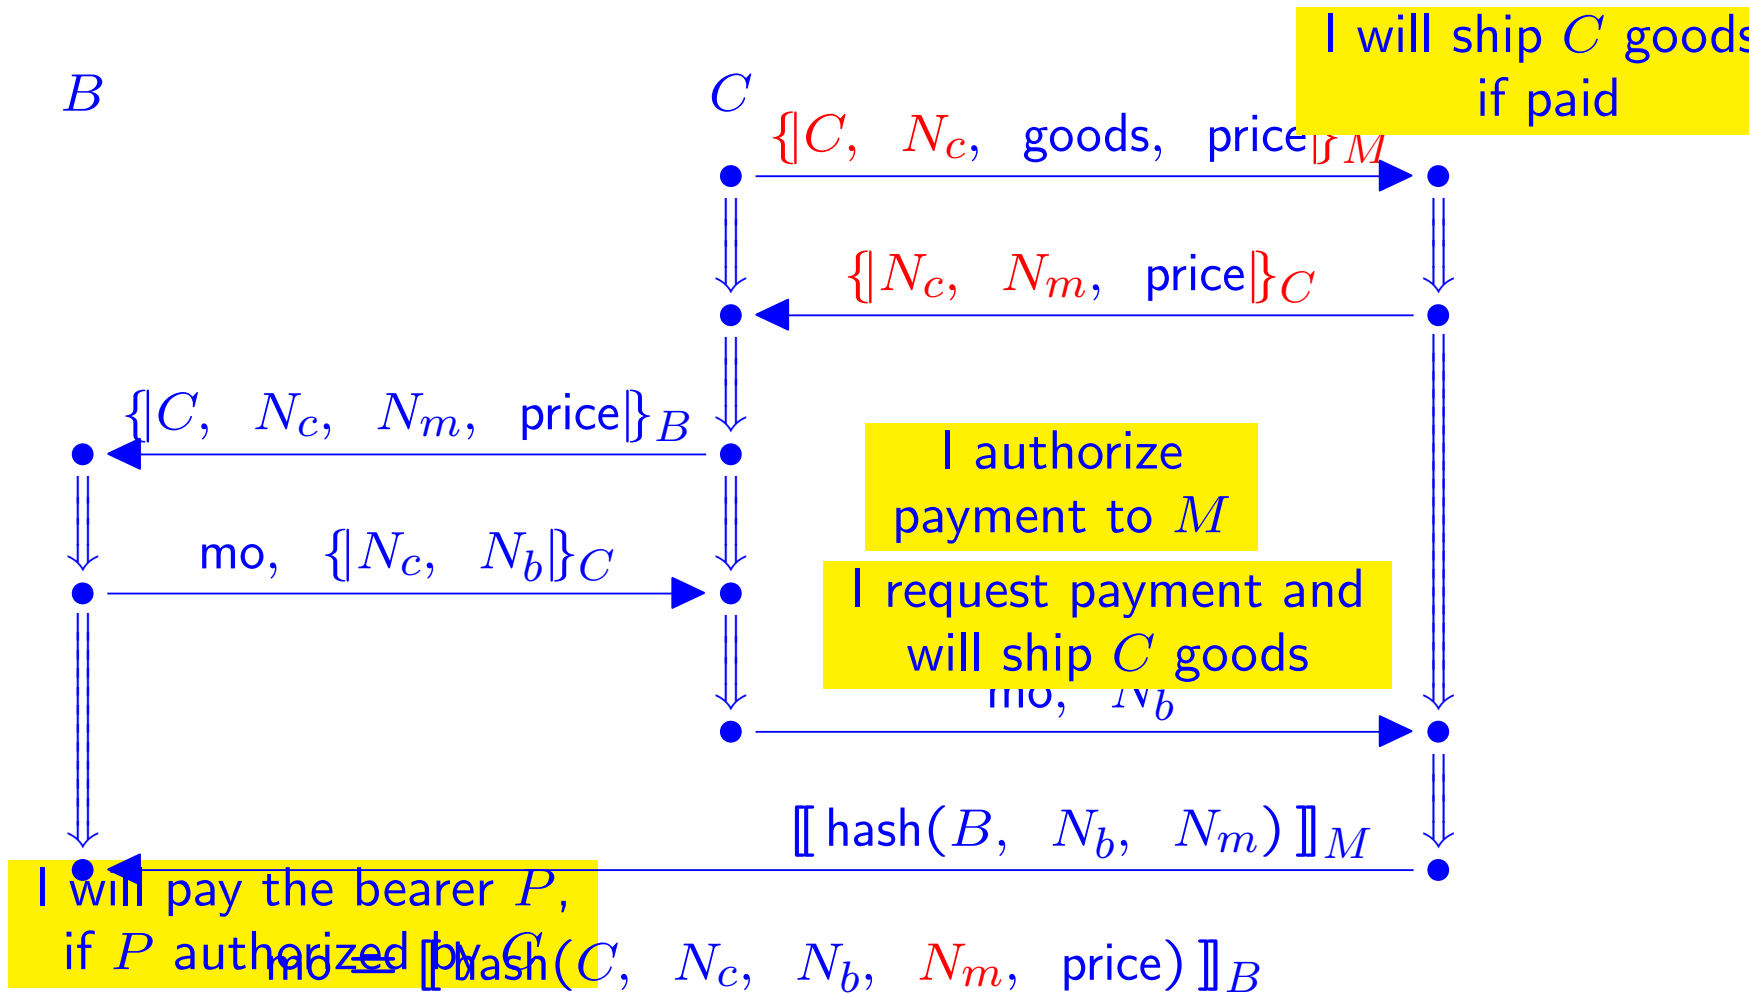 I will ship C goods
if paid
B
C
{|C, N_c, goods, price|}_M
{|N_c, N_m, price|}_C
{|C, N_c, N_m, price|}_B
I authorize
payment to M
mo, {|N_c, N_b|}_C
I request payment and
will ship C goods
mo, N_b
[[ hash(B, N_b, N_m) ]]_M
I will pay the bearer P,
if P authorized by C
mo = [[ hash(C, N_c, N_b, N_m, price) ]]_B